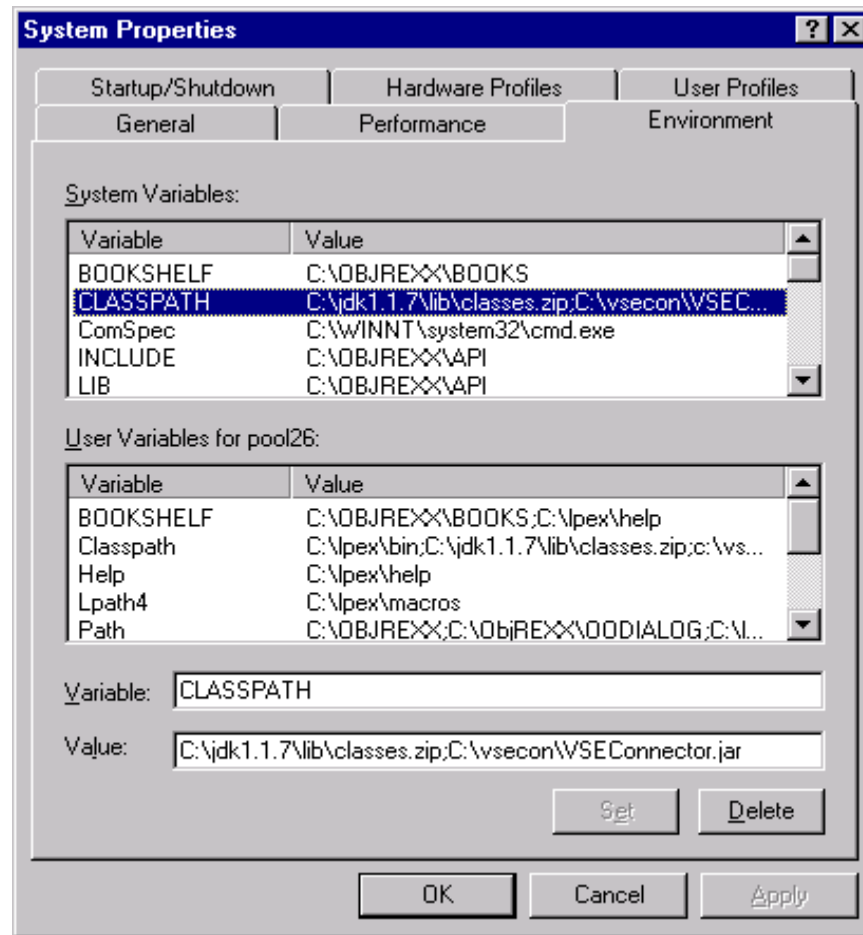 System Properties
Startup/Shutdown Hardware Profiles User Profiles
General Performance Environment
System Variables:
Variable Value
BOOKSHELF C:\OBJREXX\BOOKS
CLASSPATH C:\jdk1.1.7\lib\classes.zip;C:\vsecon\VSEC...
ComSpec C:\WINNT\system32\cmd.exe
INCLUDE C:\OBJREXX\API
LIB C:\OBJREXX\API
User Variables for pool26:
Variable Value
BOOKSHELF C:\OBJREXX\BOOKS;C:\lpex\help
Classpath C:\lpex\bin;C:\jdk1.1.7\lib\classes.zip;c:\vs...
Help C:\lpex\help
Lpath4 C:\lpex\macros
Path C:\OBJREXX;C:\ObjREXX\OODIALOG;C:\l...
Variable: CLASSPATH
Value: C:\jdk1.1.7\lib\classes.zip;C:\vsecon\VSEConnector.jar
Set Delete
OK Cancel Apply